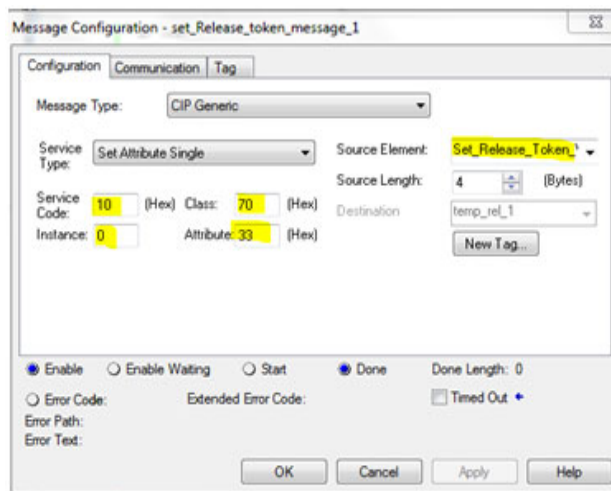 Message Configuration - set_Release_token_message_1
Configuration Communication Tag
Message Type: CIP Generic
Service Type: Set Attribute Single Source Element: Set_Release_Token_
Source Length: 4 (Bytes)
Service Code: 10 (Hex) Class: 70 (Hex) Destination temp_rel_1
Instance: 0 Attribute: 33 (Hex) New Tag...
Enable Enable Waiting Start Done Done Length: 0
Error Code: Extended Error Code: Timed Out
Error Path:
Error Text:
OK Cancel Apply Help